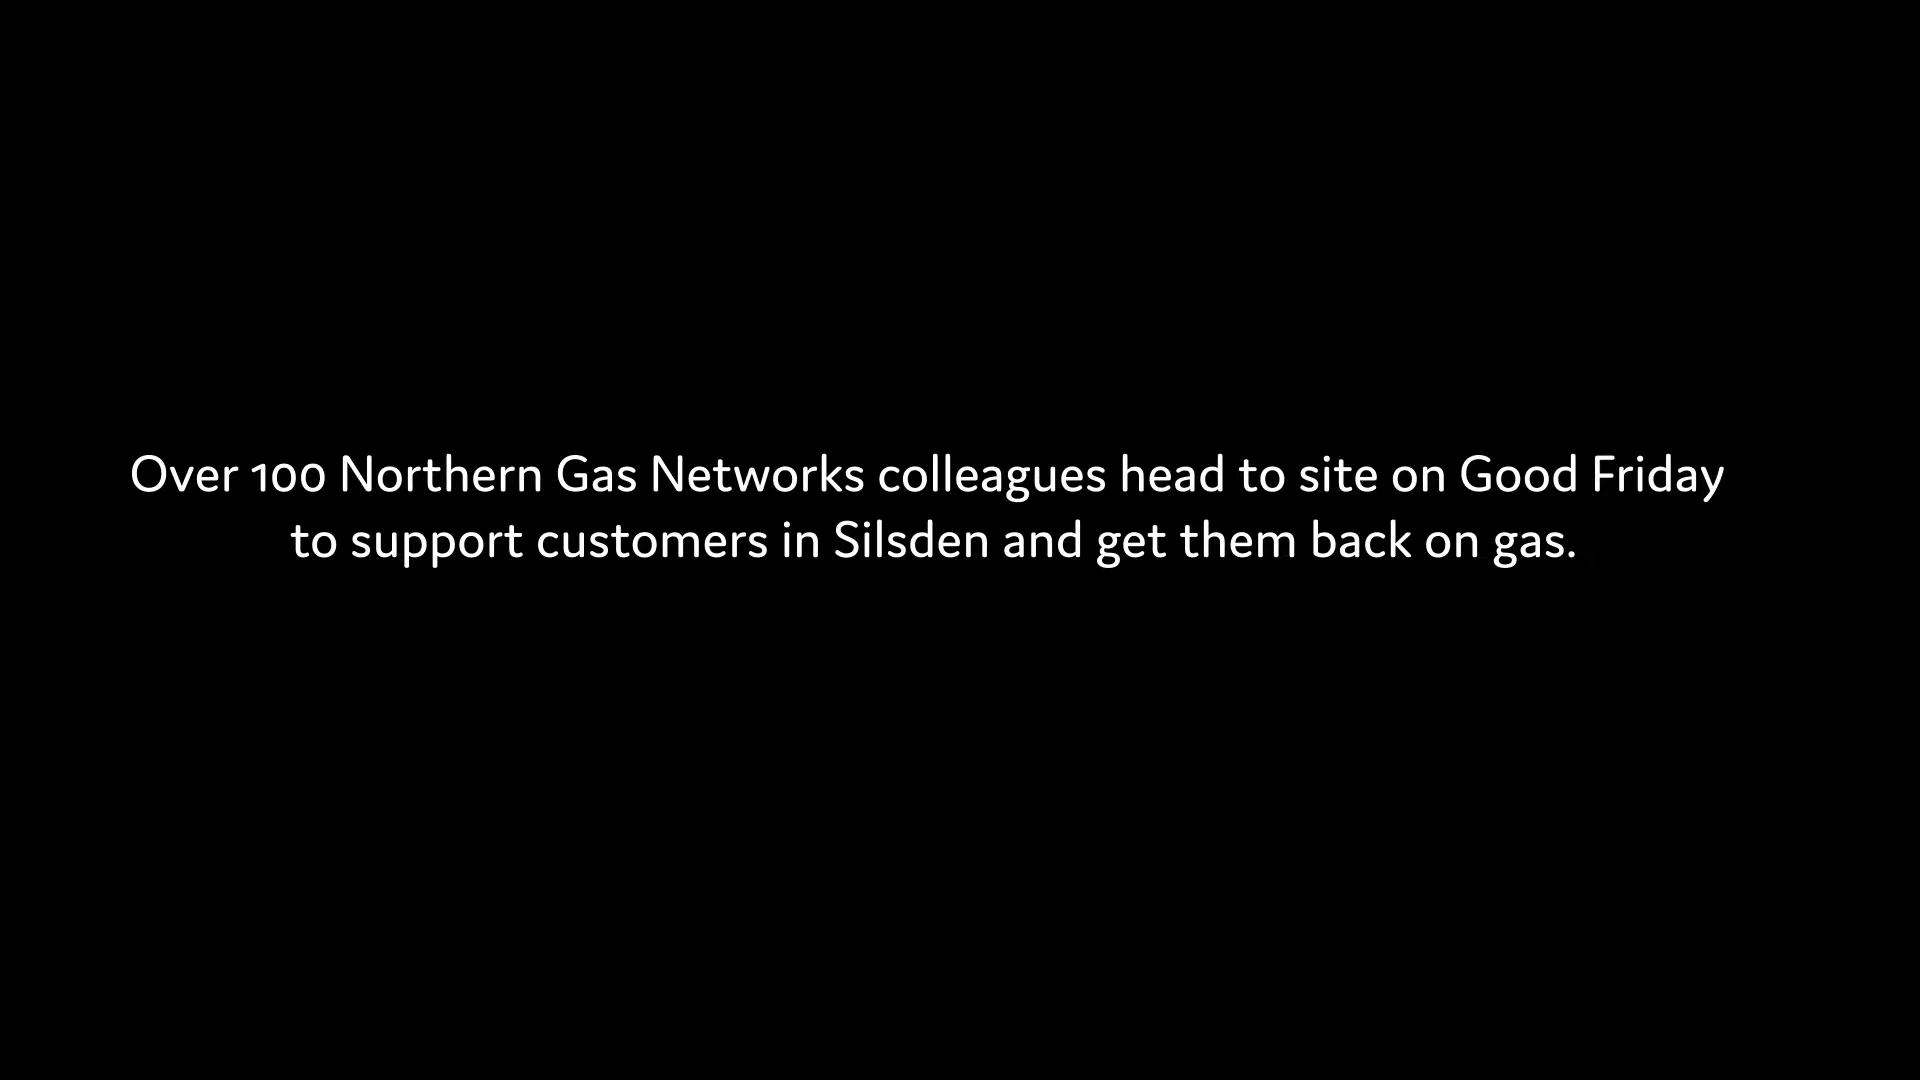 Over 100 Northern Gas Networks colleagues head to site on Good Friday
to support customers in Silsden and get them back on gas.